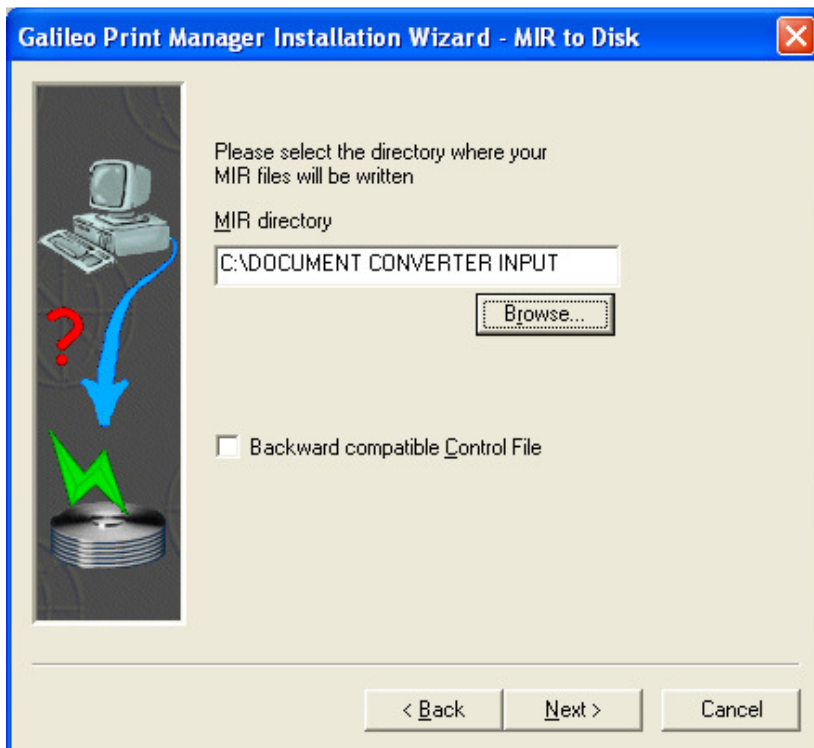 Galileo Print Manager Installation Wizard - MIR to Disk
Please select the directory where your
MIR files will be written
MIR directory
C:\DOCUMENT CONVERTER INPUT
Browse...
Backward compatible Control File
< Back Next > Cancel